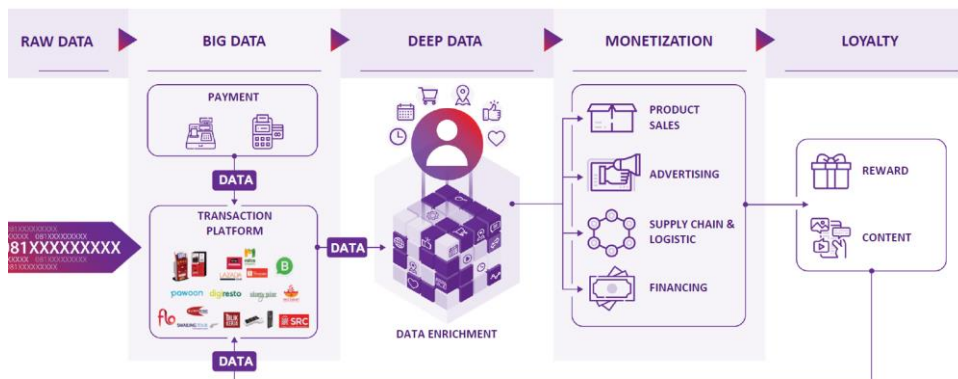 RAW DATA
BIG DATA
DEEP DATA
MONETIZATION
LOYALTY
PAYMENT
DATA
TRANSACTION
PLATFORM
081XXXXXXXXX
pawoon
digiresto
SRC
DATA
DATA
DATA ENRICHMENT
PRODUCT
SALES
ADVERTISING
SUPPLY CHAIN &
LOGISTIC
FINANCING
REWARD
CONTENT